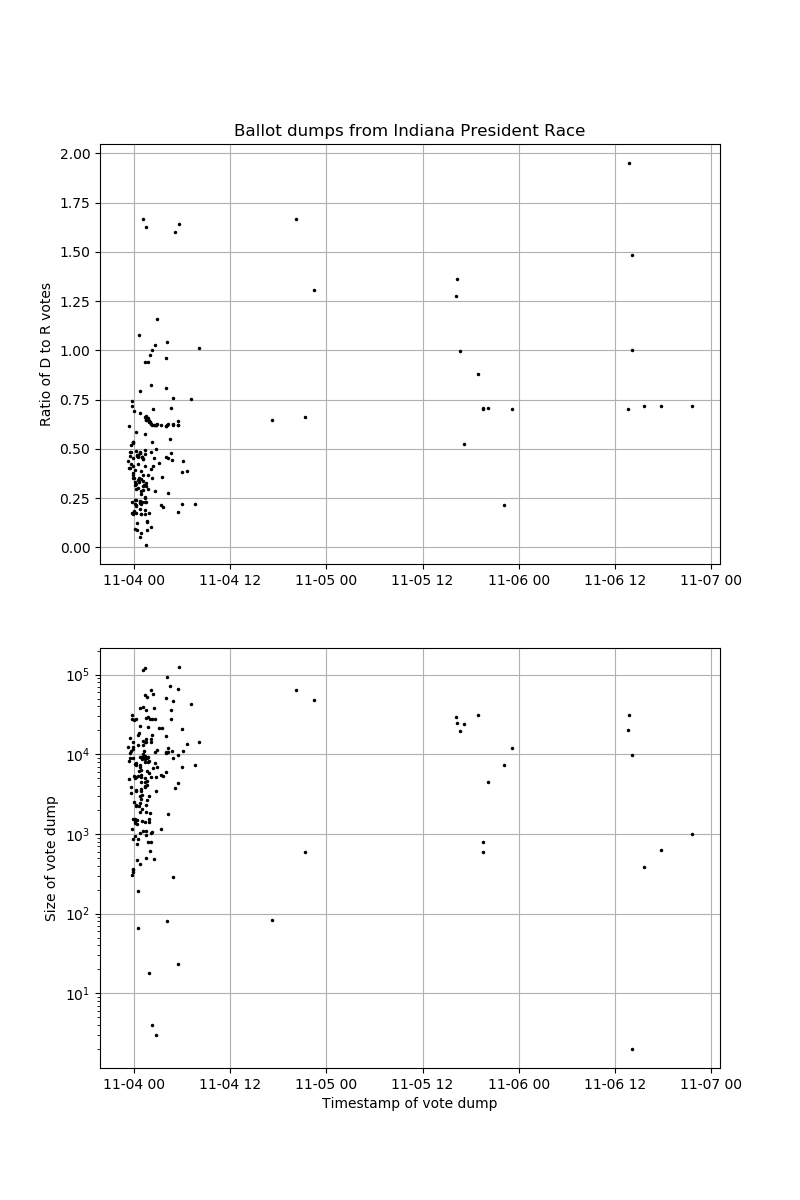 Ballot dumps from Indiana President Race
2.00
1.75
1.50
1.25
1.00
0.75
0.50
0.25
0.00
Ratio of D to R votes
11-04 00 11-04 12 11-05 00 11-05 12 11-06 00 11-06 12 11-07 00
10⁵
10⁴
10³
10²
10¹
Size of vote dump
11-04 00 11-04 12 11-05 00 11-05 12 11-06 00 11-06 12 11-07 00
Timestamp of vote dump